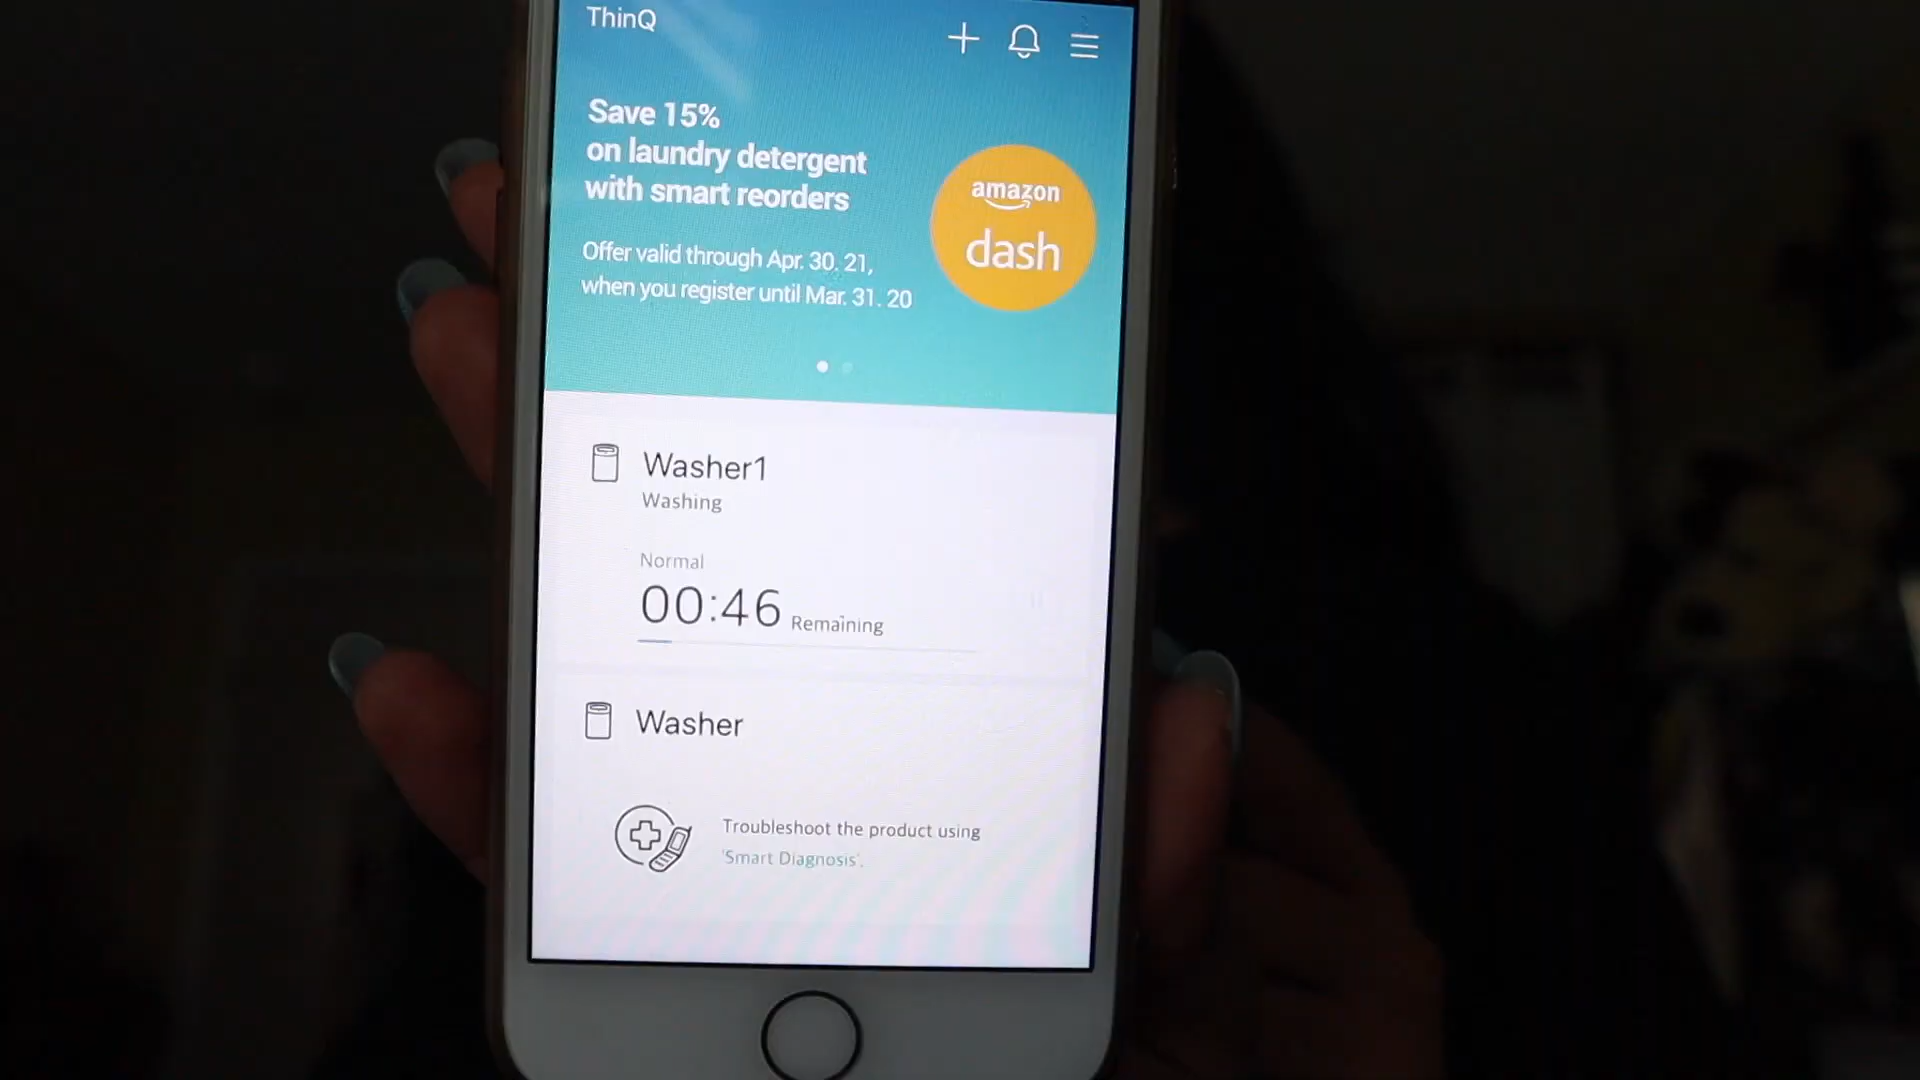 ThinQ
Save 15%
on laundry detergent
with smart reorders
amazon
dash
Offer valid through Apr. 30. 21,
when you register until Mar. 31. 20
Washer1
Washing
Normal
00:46 Remaining
Washer
Troubleshoot the product using
'Smart Diagnosis'.